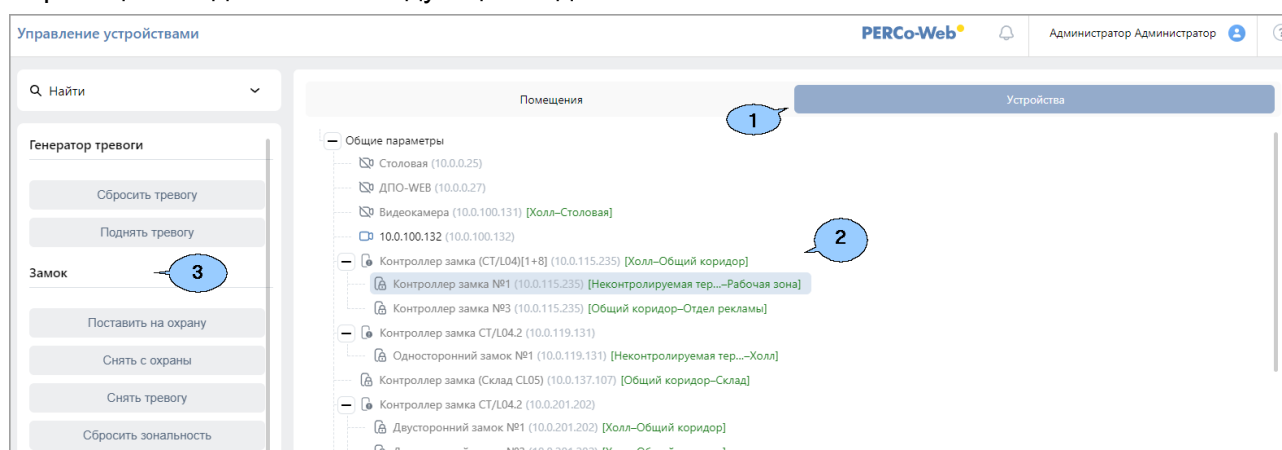 Управление устройствами
PERCo-Web
Администратор Администратор
?
Найти
Помещения
Устройства
1
Генератор тревоги
Сбросить тревогу
Поднять тревогу
Замок
3
Поставить на охрану
Снять с охраны
Снять тревогу
Сбросить зональность
Общие параметры
Столовая (10.0.0.25)
ДПО-WEB (10.0.0.27)
Видеокамера (10.0.100.131) [Холл–Столовая]
10.0.100.132 (10.0.100.132)
2
Контроллер замка (CT/L04)[1+8] (10.0.115.235) [Холл–Общий коридор]
Контроллер замка №1 (10.0.115.235) [Неконтролируемая тер...–Рабочая зона]
Контроллер замка №3 (10.0.115.235) [Общий коридор–Отдел рекламы]
Контроллер замка CT/L04.2 (10.0.119.131)
Односторонний замок №1 (10.0.119.131) [Неконтролируемая тер...–Холл]
Контроллер замка (Склад CL05) (10.0.137.107) [Общий коридор–Склад]
Контроллер замка CT/L04.2 (10.0.201.202)
Двусторонний замок №1 (10.0.201.202) [Холл–Общий коридор]